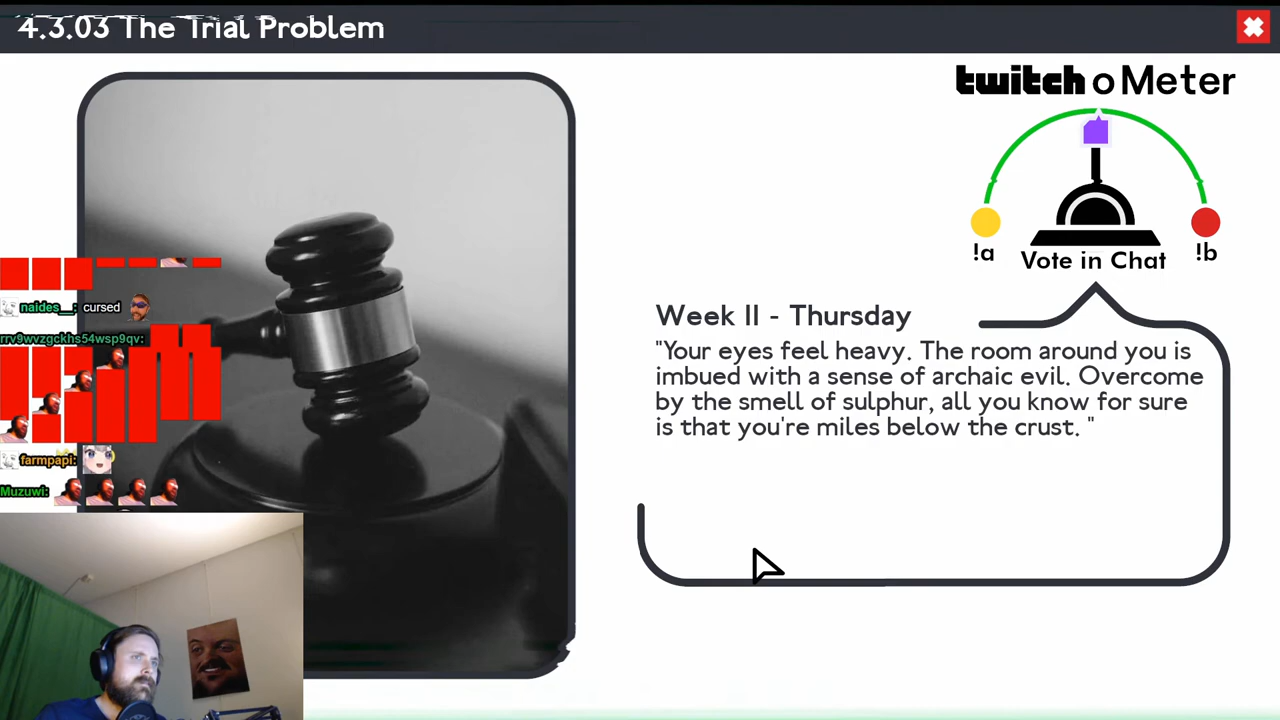 4.3.03 The Trial Problem
twitch o Meter
!a
Vote in Chat
!b
Week II - Thursday
"Your eyes feel heavy. The room around you is
imbued with a sense of archaic evil. Overcome
by the smell of sulphur, all you know for sure
is that you're miles below the crust. "
naides__: cursed
rrv9wvzgckhs54wsp9qv:
farmpapi:
Muzuwi: